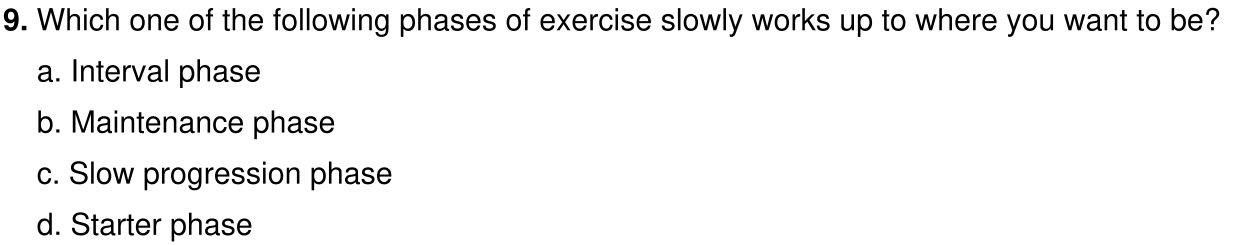 9. Which one of the following phases of exercise slowly works up to where you want to be?
a. Interval phase
b. Maintenance phase
c. Slow progression phase
d. Starter phase